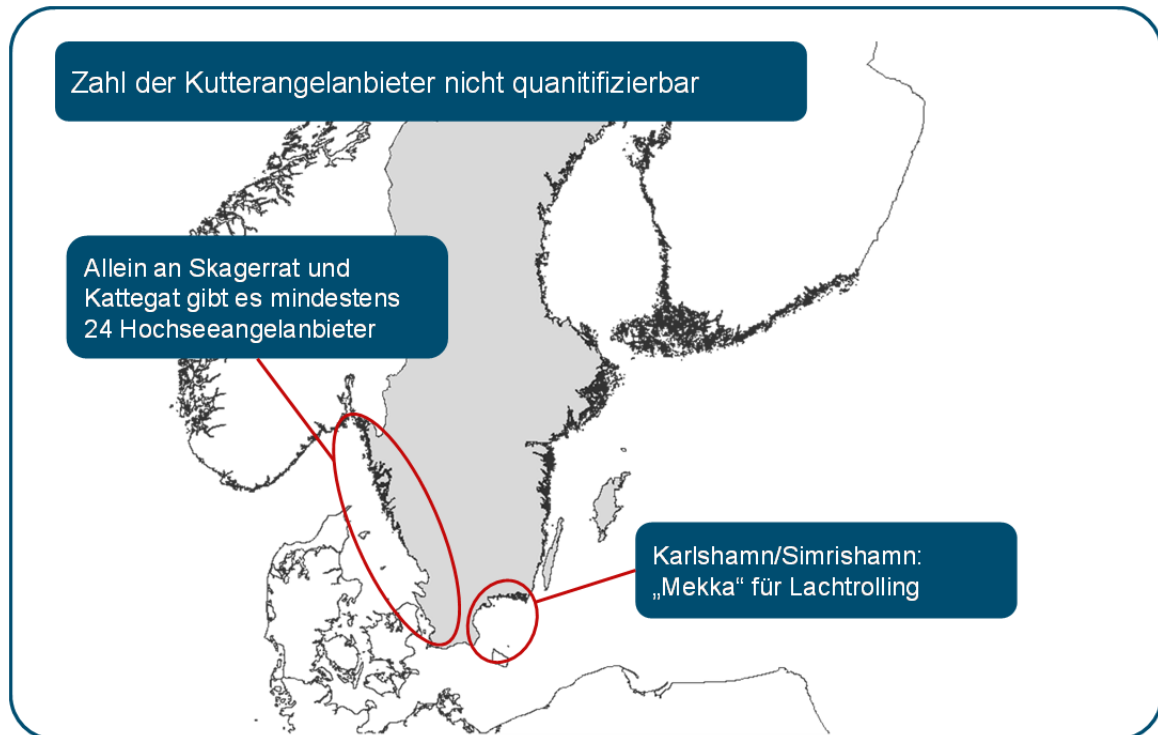 Zahl der Kutterangelanbieter nicht quanitifizierbar
Allein an Skagerrat und
Kattegat gibt es mindestens
24 Hochseeangelanbieter
Karlshamn/Simrishamn:
„Mekka“ für Lachtrolling